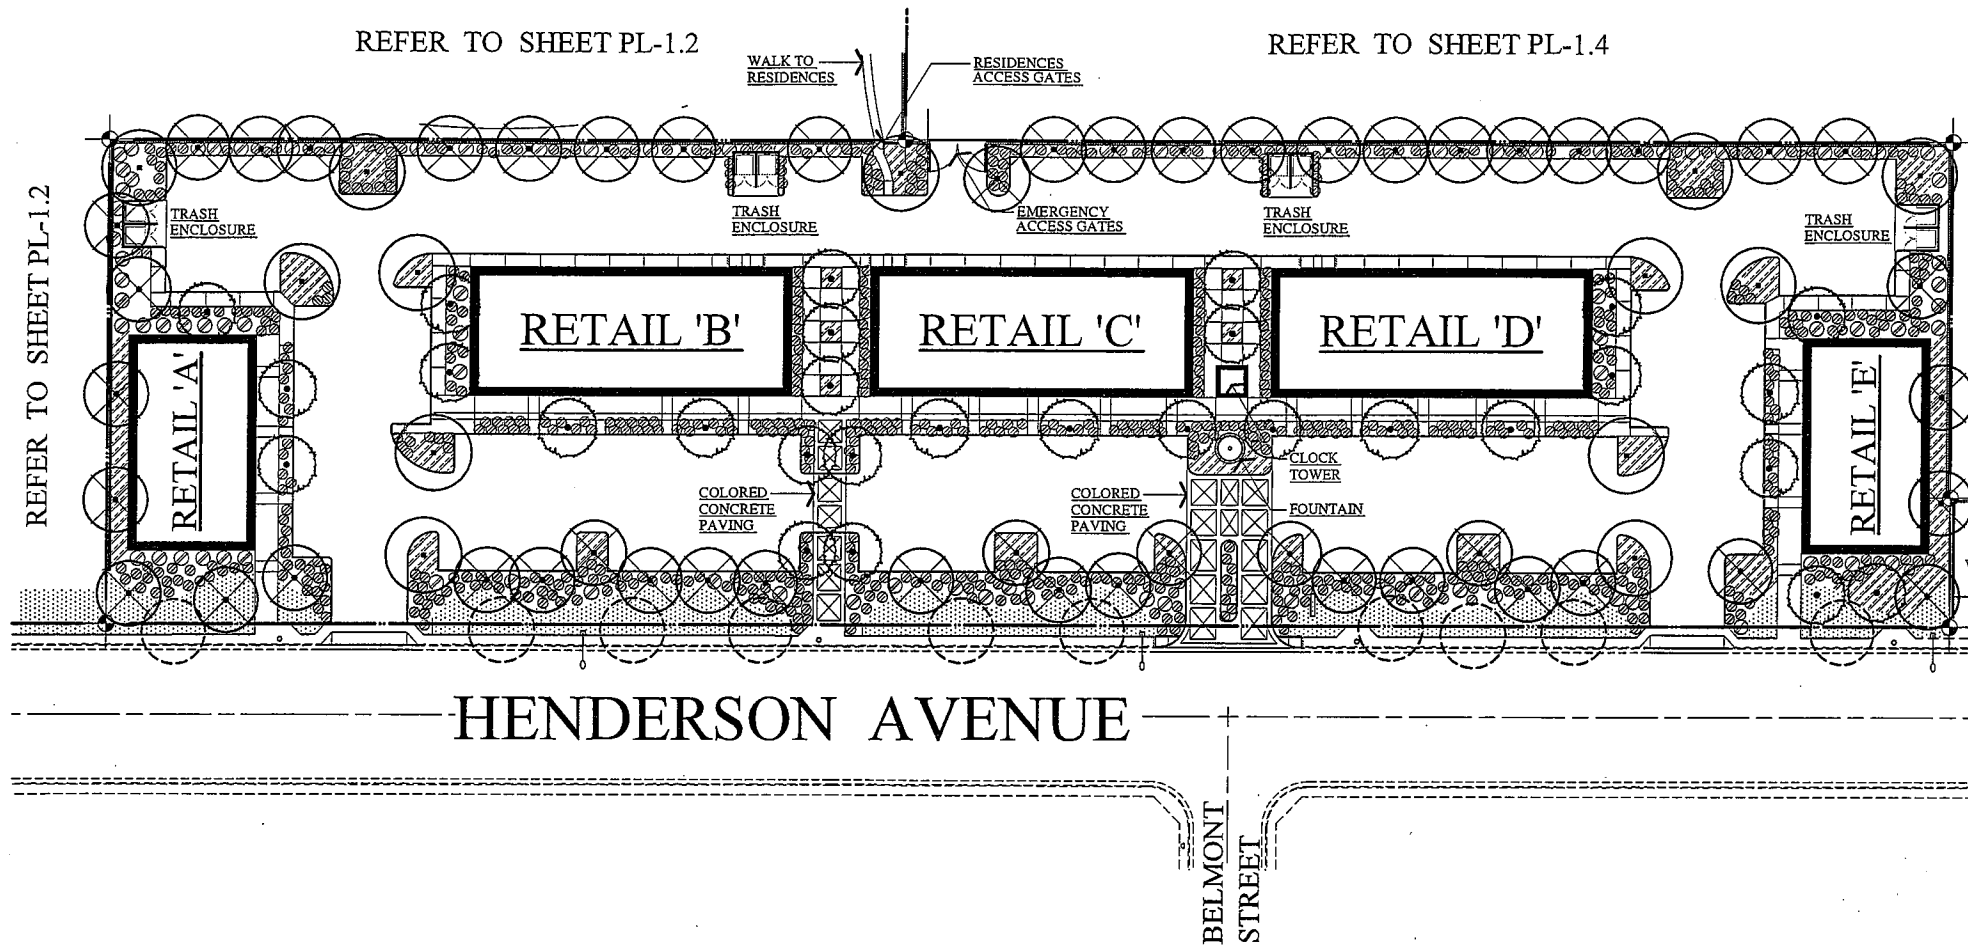 REFER TO SHEET PL-1.2
REFER TO SHEET PL-1.4
WALK TO
RESIDENCES
RESIDENCES
ACCESS GATES
REFER TO SHEET PL-1.2
TRASH
ENCLOSURE
TRASH
ENCLOSURE
EMERGENCY
ACCESS GATES
TRASH
ENCLOSURE
TRASH
ENCLOSURE
RETAIL 'A'
RETAIL 'B'
RETAIL 'C'
RETAIL 'D'
RETAIL 'E'
COLORED
CONCRETE
PAVING
COLORED
CONCRETE
PAVING
CLOCK
TOWER
FOUNTAIN
HENDERSON AVENUE
BELMONT
STREET